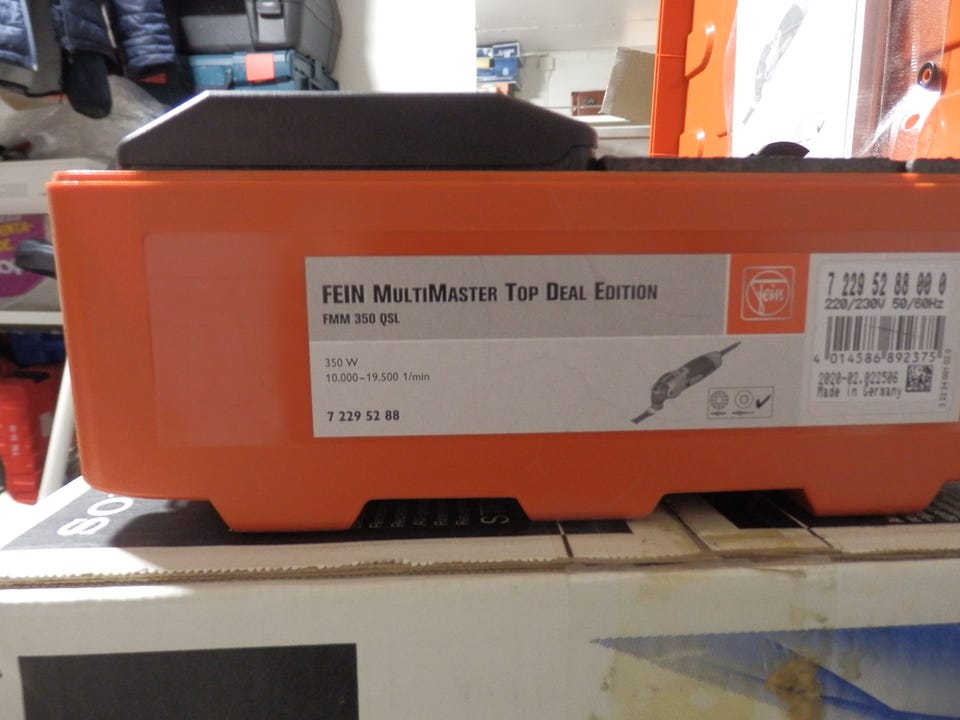 FEIN MULTIMASTER TOP DEAL EDITION
FMM 350 QSL
350 W
10.000–19.500 1/min
7 229 52 88
Fein
7 229 52 88 00 0
220/230V 50/60Hz
4 014586 892375
2020-02.022506
Made in Germany